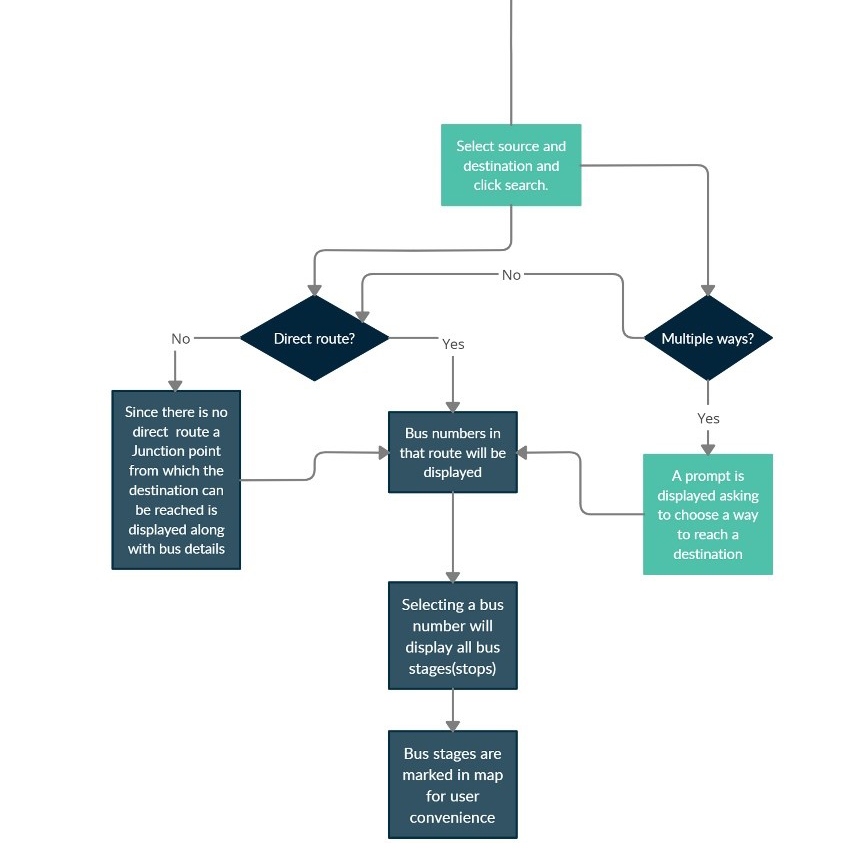 Select source and
destination and
click search.
No
Direct route?
Multiple ways?
No
Yes
Yes
Since there is no
direct route a
Junction point
from which the
destination can
be reached is
displayed along
with bus details
Bus numbers in
that route will be
displayed
A prompt is
displayed asking
to choose a way
to reach a
destination
Selecting a bus
number will
display all bus
stages(stops)
Bus stages are
marked in map
for user
convenience